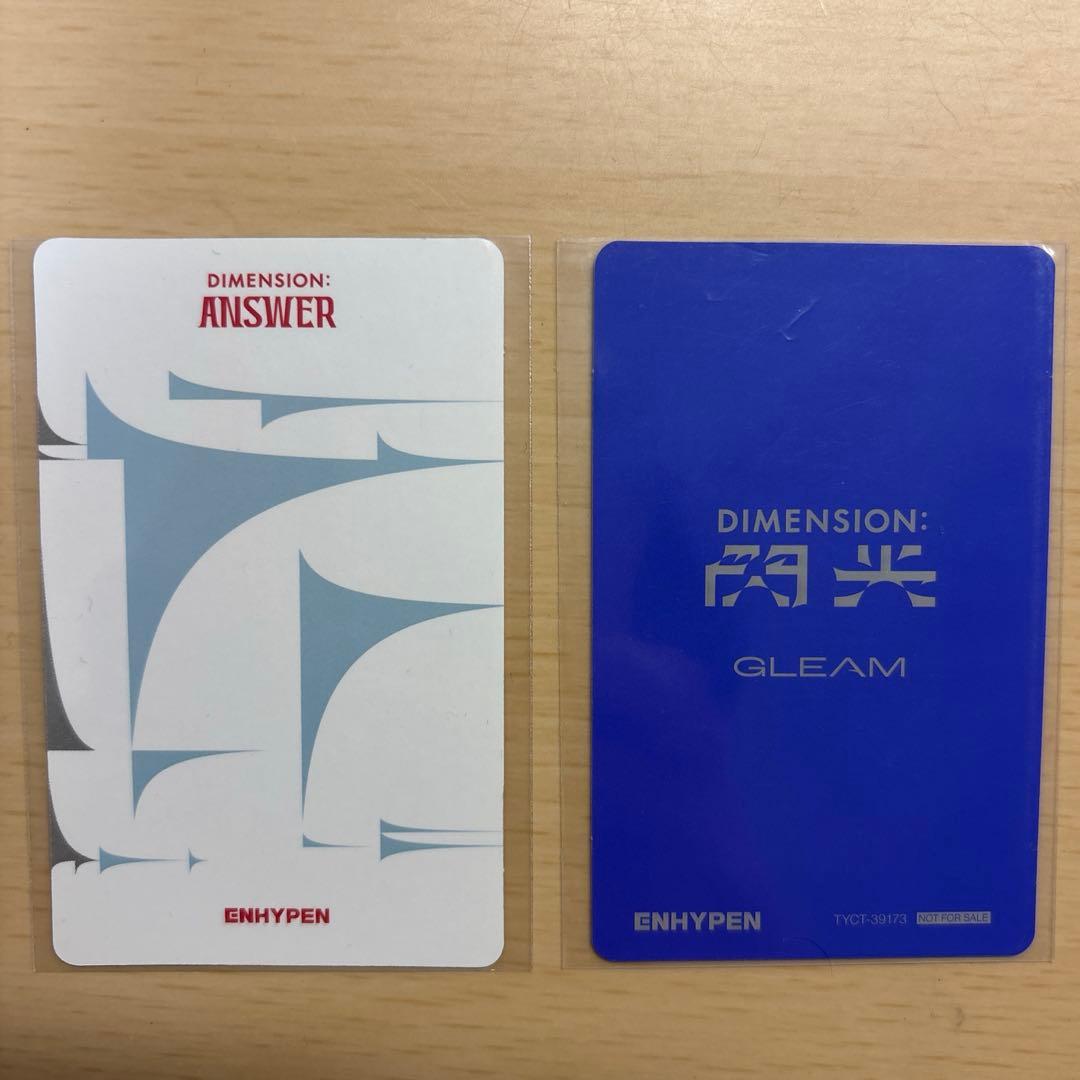 DIMENSION:
ANSWER
ENHYPEN
DIMENSION:
閃光
GLEAM
ENHYPEN
TYCT-39173 NOT FOR SALE